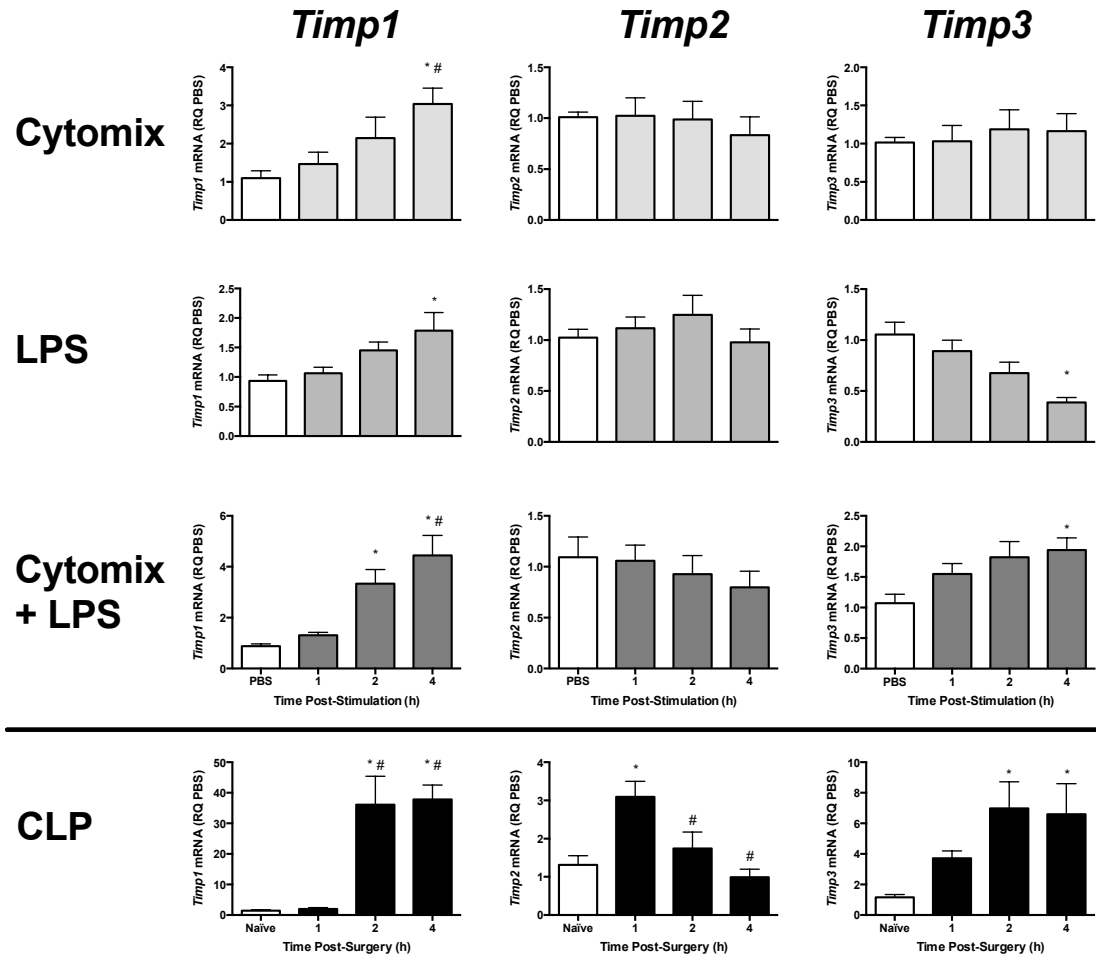 Timp1 Timp2 Timp3
Cytomix
Timp1 mRNA (RQ PBS)
4
3
2
1
0
* #
Timp2 mRNA (RQ PBS)
1.5
1.0
0.5
0.0
Timp3 mRNA (RQ PBS)
2.0
1.5
1.0
0.5
0.0
LPS
Timp1 mRNA (RQ PBS)
2.5
2.0
1.5
1.0
0.5
0.0
*
Timp2 mRNA (RQ PBS)
1.5
1.0
0.5
0.0
Timp3 mRNA (RQ PBS)
1.5
1.0
0.5
0.0
*
Cytomix
+ LPS
Timp1 mRNA (RQ PBS)
6
4
2
0
*
* #
PBS 1 2 4
Time Post-Stimulation (h)
Timp2 mRNA (RQ PBS)
1.5
1.0
0.5
0.0
PBS 1 2 4
Time Post-Stimulation (h)
Timp3 mRNA (RQ PBS)
2.5
2.0
1.5
1.0
0.5
0.0
*
PBS 1 2 4
Time Post-Stimulation (h)
CLP
Timp1 mRNA (RQ PBS)
50
40
30
20
10
0
* #
* #
Naïve 1 2 4
Time Post-Surgery (h)
Timp2 mRNA (RQ PBS)
4
3
2
1
0
*
#
#
Naïve 1 2 4
Time Post-Surgery (h)
Timp3 mRNA (RQ PBS)
10
8
6
4
2
0
*
*
Naïve 1 2 4
Time Post-Surgery (h)